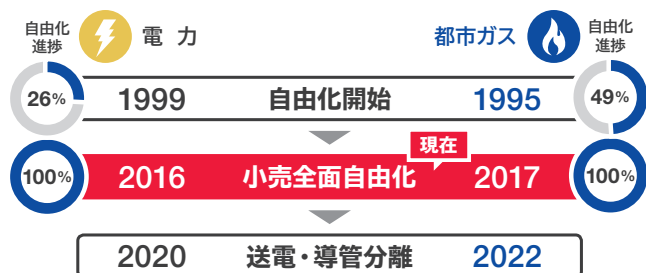 自由化
進捗
電 力
都市ガス
自由化
進捗
26%
1999 自由化開始 1995
49%
現在
100%
2016 小売全面自由化 2017
100%
2020 送電・導管分離 2022